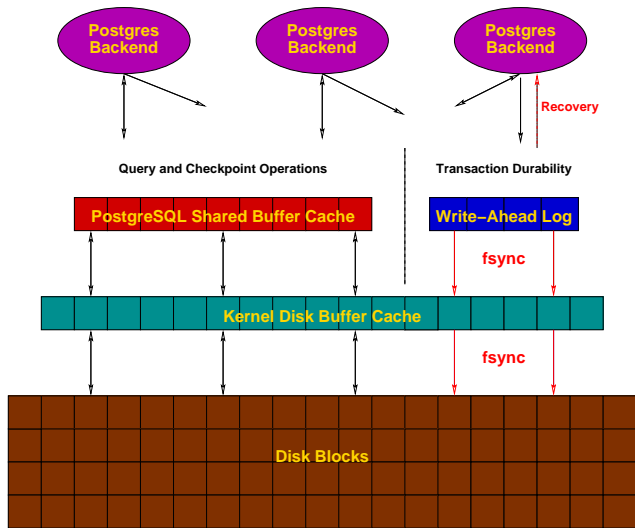 Postgres
Backend
Postgres
Backend
Postgres
Backend
Recovery
Query and Checkpoint Operations
Transaction Durability
PostgreSQL Shared Buffer Cache
Write−Ahead Log
fsync
Kernel Disk Buffer Cache
fsync
Disk Blocks